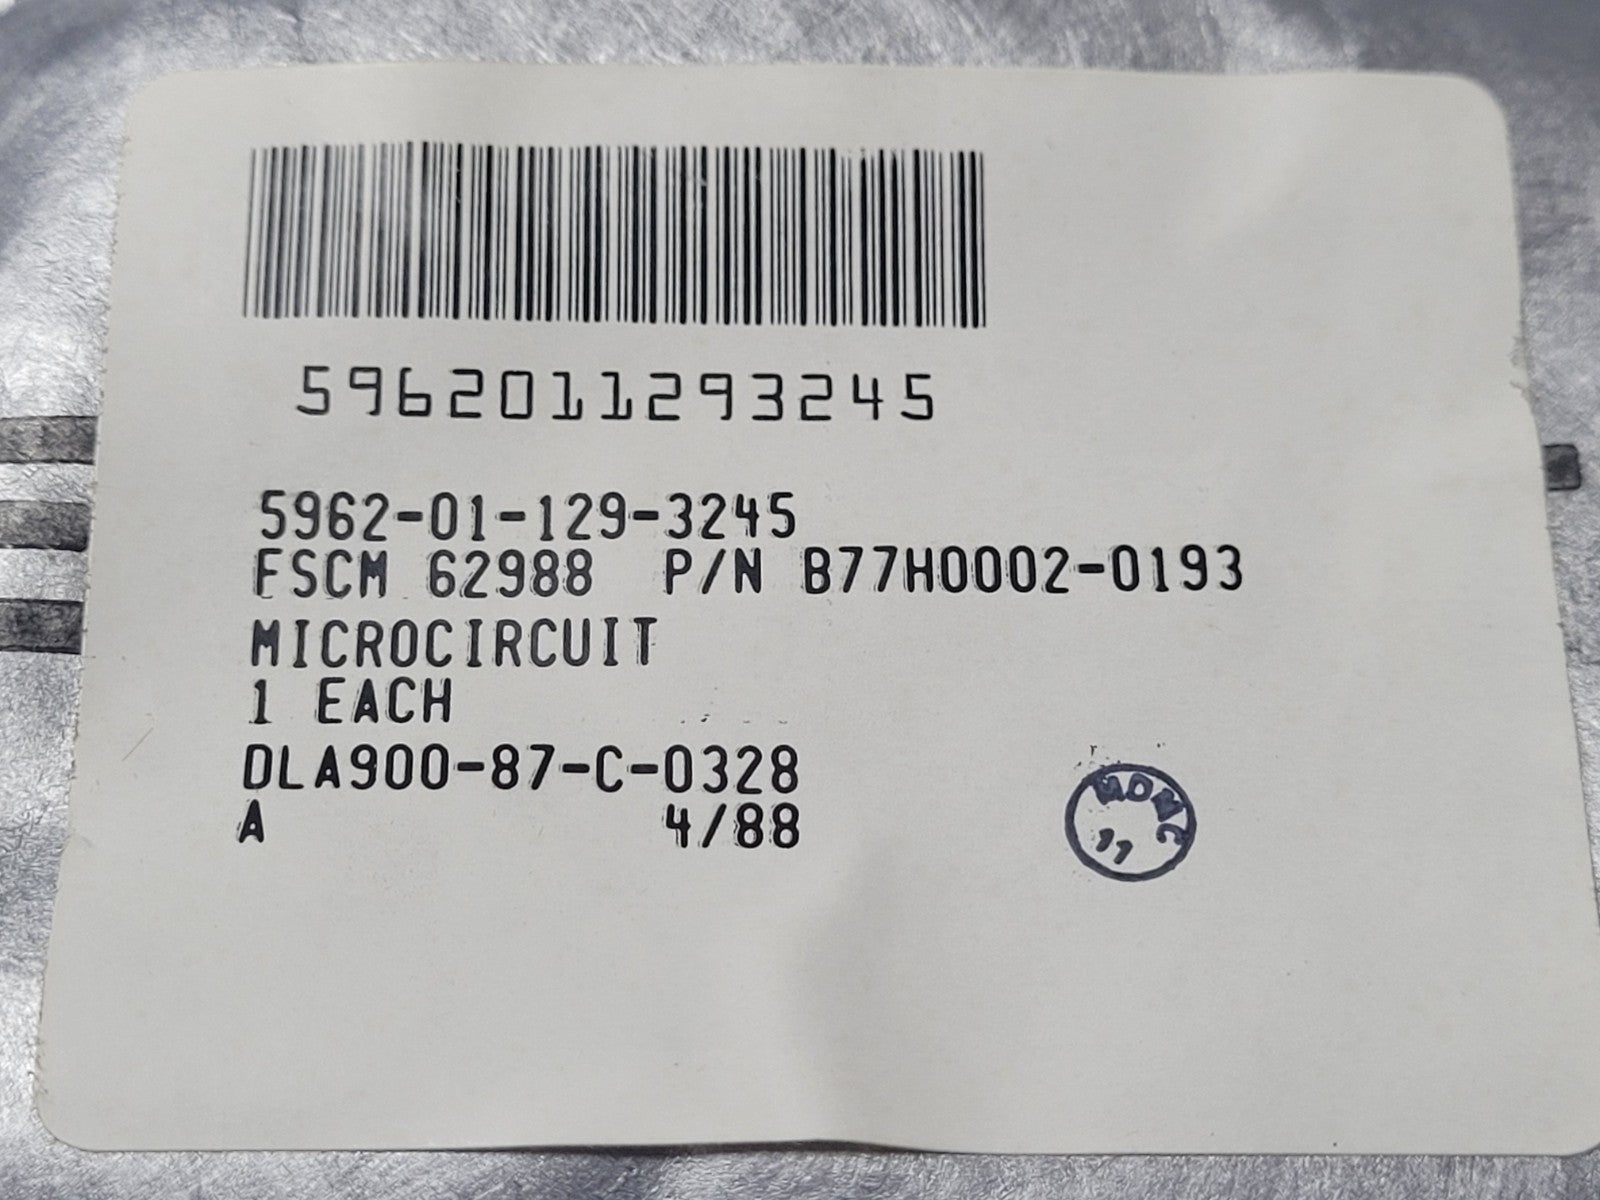 5962011293245
5962-01-129-3245
FSCM 62988 P/N B77H0002-0193
MICROCIRCUIT
1 EACH
DLA900-87-C-0328
A 4/88